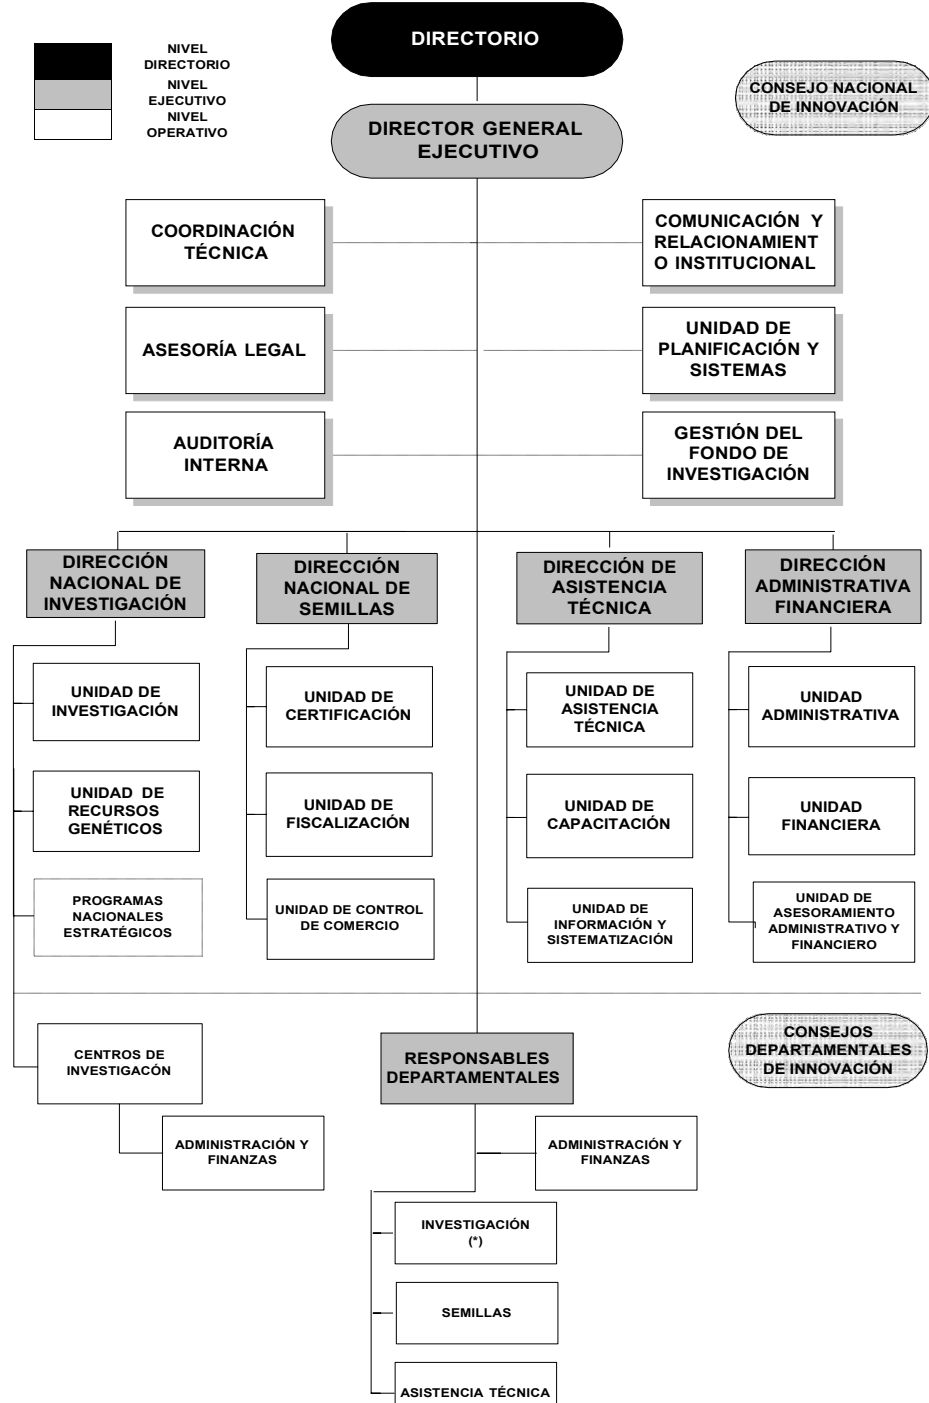 DIRECTORIO
NIVEL
DIRECTORIO
NIVEL
EJECUTIVO
NIVEL
OPERATIVO
CONSEJO NACIONAL
DE INNOVACIÓN
DIRECTOR GENERAL
EJECUTIVO
COORDINACIÓN
TÉCNICA
COMUNICACIÓN Y
RELACIONAMIENT
O INSTITUCIONAL
ASESORÍA LEGAL
UNIDAD DE
PLANIFICACIÓN Y
SISTEMAS
AUDITORÍA
INTERNA
GESTIÓN DEL
FONDO DE
INVESTIGACIÓN
DIRECCIÓN
NACIONAL DE
INVESTIGACIÓN
DIRECCIÓN
NACIONAL DE
SEMILLAS
DIRECCIÓN DE
ASISTENCIA
TÉCNICA
DIRECCIÓN
ADMINISTRATIVA
FINANCIERA
UNIDAD DE
INVESTIGACIÓN
UNIDAD DE
CERTIFICACIÓN
UNIDAD DE
ASISTENCIA
TÉCNICA
UNIDAD
ADMINISTRATIVA
UNIDAD DE
RECURSOS
GENÉTICOS
UNIDAD DE
FISCALIZACIÓN
UNIDAD DE
CAPACITACIÓN
UNIDAD
FINANCIERA
PROGRAMAS
NACIONALES
ESTRATÉGICOS
UNIDAD DE CONTROL
DE COMERCIO
UNIDAD DE
INFORMACIÓN Y
SISTEMATIZACIÓN
UNIDAD DE
ASESORAMIENTO
ADMINISTRATIVO Y
FINANCIERO
CENTROS DE
INVESTIGACÓN
RESPONSABLES
DEPARTAMENTALES
CONSEJOS
DEPARTAMENTALES
DE INNOVACIÓN
ADMINISTRACIÓN Y
FINANZAS
ADMINISTRACIÓN Y
FINANZAS
INVESTIGACIÓN
(*)
SEMILLAS
ASISTENCIA TÉCNICA